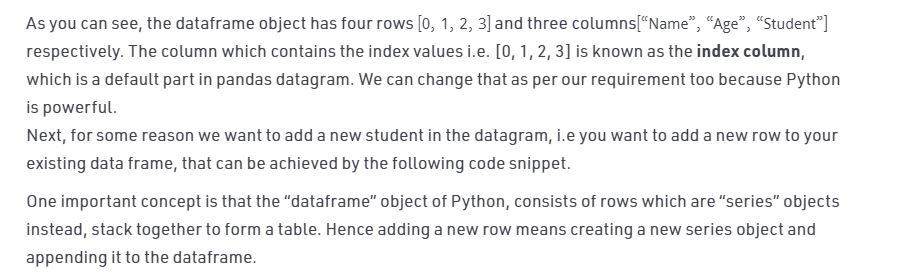 As you can see, the dataframe object has four rows [0, 1, 2, 3] and three columns[“Name”, “Age”, “Student”]
respectively. The column which contains the index values i.e. [0, 1, 2, 3] is known as the index column,
which is a default part in pandas datagram. We can change that as per our requirement too because Python
is powerful.
Next, for some reason we want to add a new student in the datagram, i.e you want to add a new row to your
existing data frame, that can be achieved by the following code snippet.
One important concept is that the “dataframe” object of Python, consists of rows which are “series” objects
instead, stack together to form a table. Hence adding a new row means creating a new series object and
appending it to the dataframe.